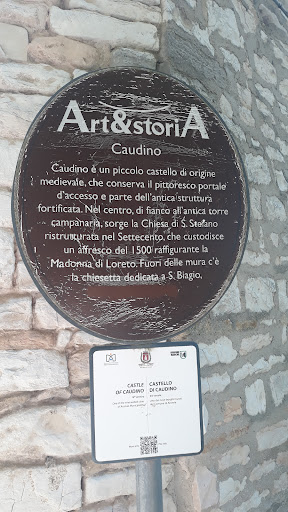 Art&storiA
Caudino
Caudino è un piccolo castello di origine
medievale, che conserva il pittoresco portale
d'accesso e parte dell'antica struttura
fortificata. Nel centro, di fianco all'antica torre
campanaria, sorge la Chiesa di S. Stefano
ristrutturata nel Settecento, che custodisce
un affresco del 1500 raffigurante la
Madonna di Loreto. Fuori delle mura c'è
la chiesetta dedicata a S. Biagio.
CASTLE
OF CAUDINO
CASTELLO
DI CAUDINO